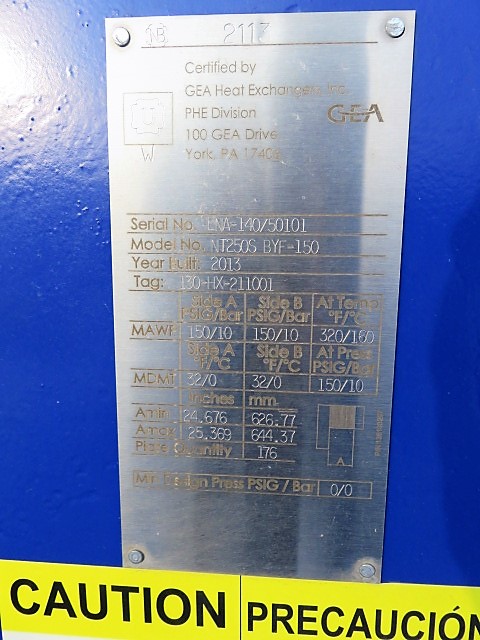 1B 2117
Certified by
GEA Heat Exchangers, Inc.
PHE Division
100 GEA Drive
York, PA 17406
GEA
U
W
Serial No. LNA-140/50101
Model No. NT250S BYF-150
Year Built: 2013
Tag: 130-HX-211001
Side A Side B At Temp
PSIG/Bar PSIG/Bar °F/°C
MAWP 150/10 150/10 320/160
Side A Side B At Press
°F/°C °F/°C PSIG/Bar
MDMT 32/0 32/0 150/10
Inches mm
Amin 24.676 626.77
Amax 25.369 644.37
Plate Quantity 176
A
Min Design Press PSIG / Bar 0/0
CAUTION PRECAUCIÓN